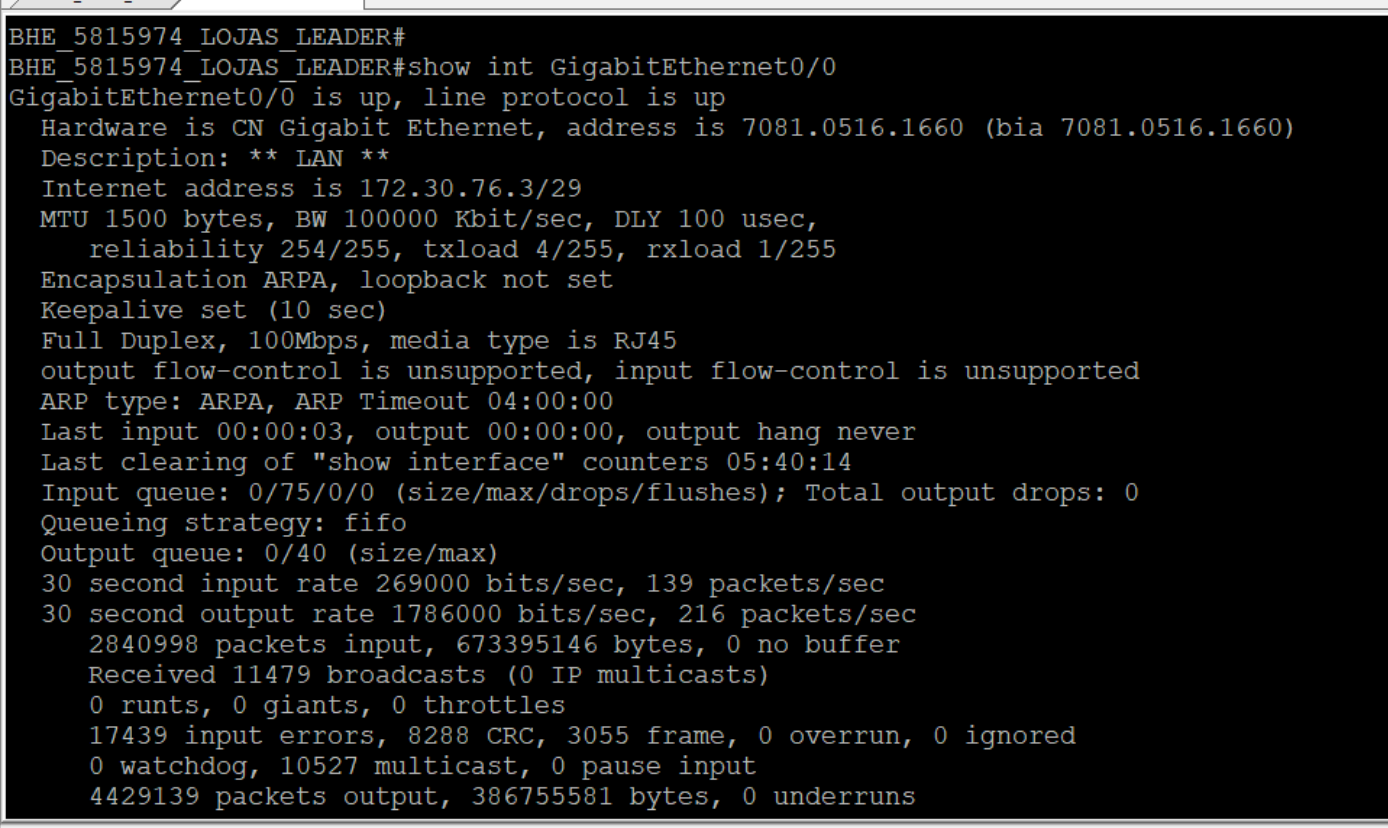 BHE_5815974_LOJAS_LEADER#
BHE_5815974_LOJAS_LEADER#show int GigabitEthernet0/0
GigabitEthernet0/0 is up, line protocol is up
Hardware is CN Gigabit Ethernet, address is 7081.0516.1660 (bia 7081.0516.1660)
Description: ** LAN **
Internet address is 172.30.76.3/29
MTU 1500 bytes, BW 100000 Kbit/sec, DLY 100 usec,
reliability 254/255, txload 4/255, rxload 1/255
Encapsulation ARPA, loopback not set
Keepalive set (10 sec)
Full Duplex, 100Mbps, media type is RJ45
output flow-control is unsupported, input flow-control is unsupported
ARP type: ARPA, ARP Timeout 04:00:00
Last input 00:00:03, output 00:00:00, output hang never
Last clearing of "show interface" counters 05:40:14
Input queue: 0/75/0/0 (size/max/drops/flushes); Total output drops: 0
Queueing strategy: fifo
Output queue: 0/40 (size/max)
30 second input rate 269000 bits/sec, 139 packets/sec
30 second output rate 1786000 bits/sec, 216 packets/sec
2840998 packets input, 673395146 bytes, 0 no buffer
Received 11479 broadcasts (0 IP multicasts)
0 runts, 0 giants, 0 throttles
17439 input errors, 8288 CRC, 3055 frame, 0 overrun, 0 ignored
0 watchdog, 10527 multicast, 0 pause input
4429139 packets output, 386755581 bytes, 0 underruns